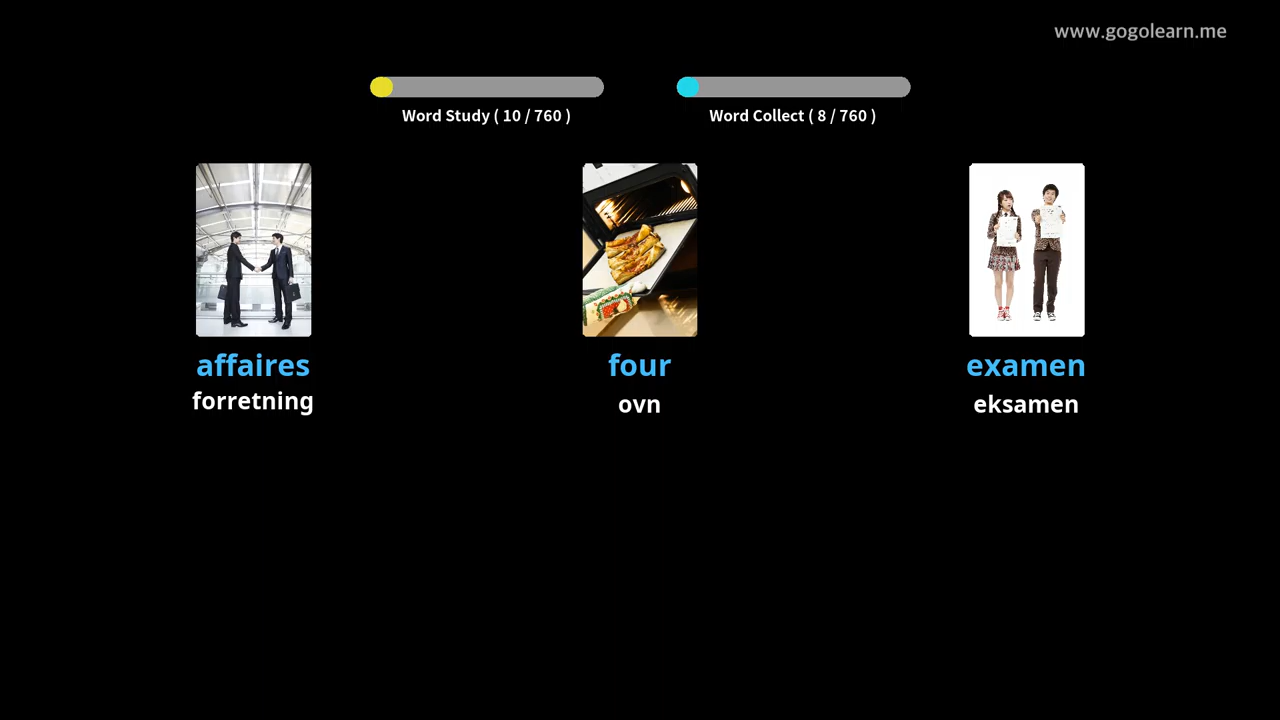 www.gogolearn.me
Word Study ( 10 / 760 )
Word Collect ( 8 / 760 )
affaires
forretning
four
ovn
examen
eksamen